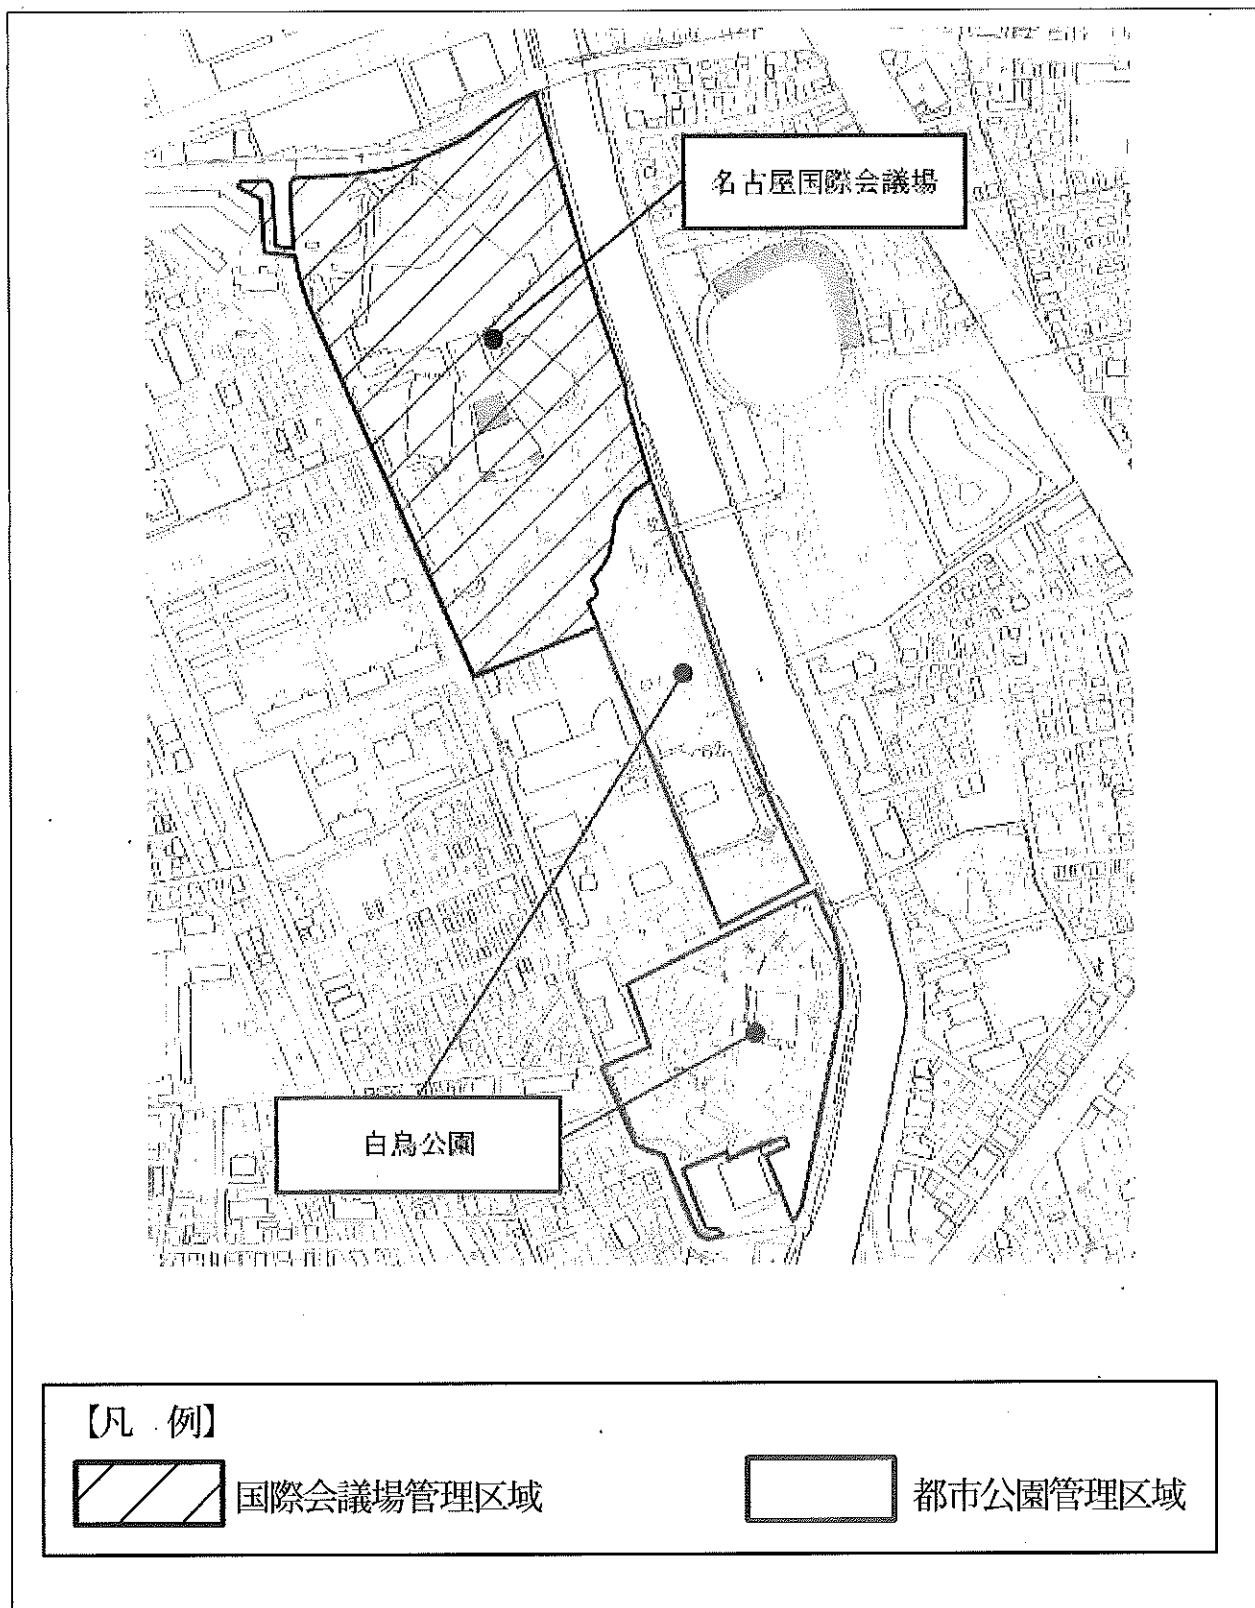 名古屋国際会議場
白鳥公園
【凡 例】
国際会議場管理区域
都市公園管理区域